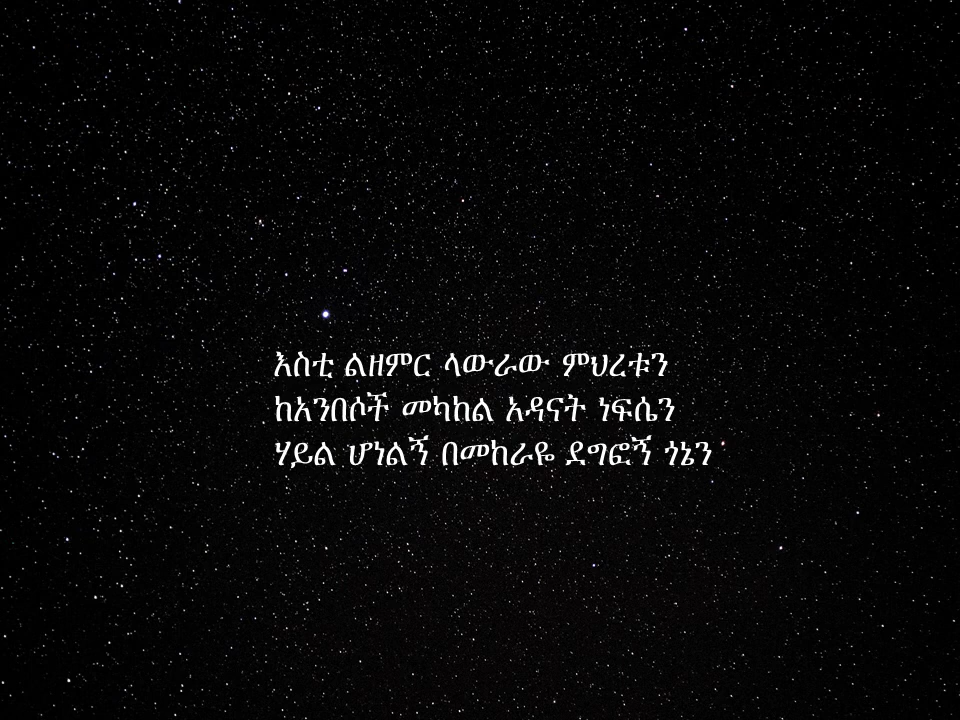 እስቲ ልዘምር ላውራው ምህረቱን
ከአንበሶች መካከል አዳናት ነፍሴን
ሃይል ሆነልኝ በመከራዬ ደግፎኝ ጎኔን